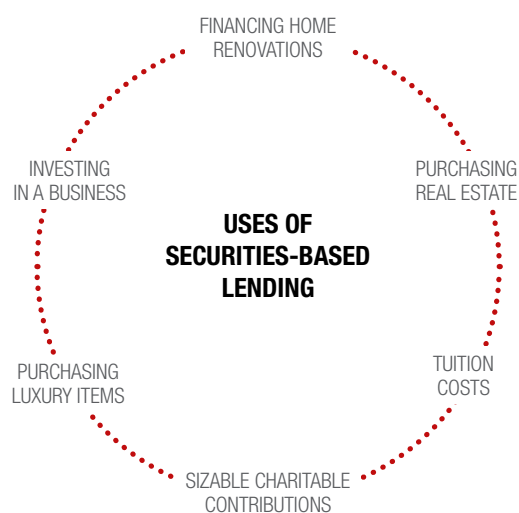 FINANCING HOME
RENOVATIONS
INVESTING
IN A BUSINESS
PURCHASING
REAL ESTATE
USES OF
SECURITIES-BASED
LENDING
PURCHASING
LUXURY ITEMS
TUITION
COSTS
SIZABLE CHARITABLE
CONTRIBUTIONS